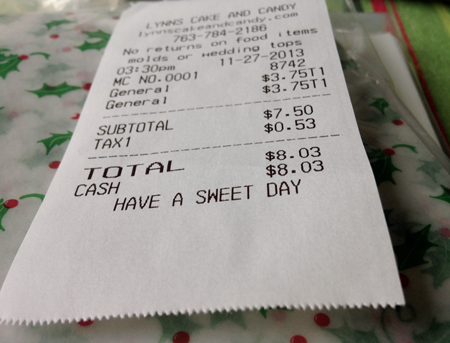 LYNNS CAKE AND CANDY
lynnscakeandcandy.com
763-784-2186
No returns on food items
molds or wedding tops
03:30pm 11-27-2013
MC NO.0001 8742
General $3.75T1
General $3.75T1
SUBTOTAL $7.50
TAX1 $0.53
TOTAL $8.03
CASH $8.03
HAVE A SWEET DAY